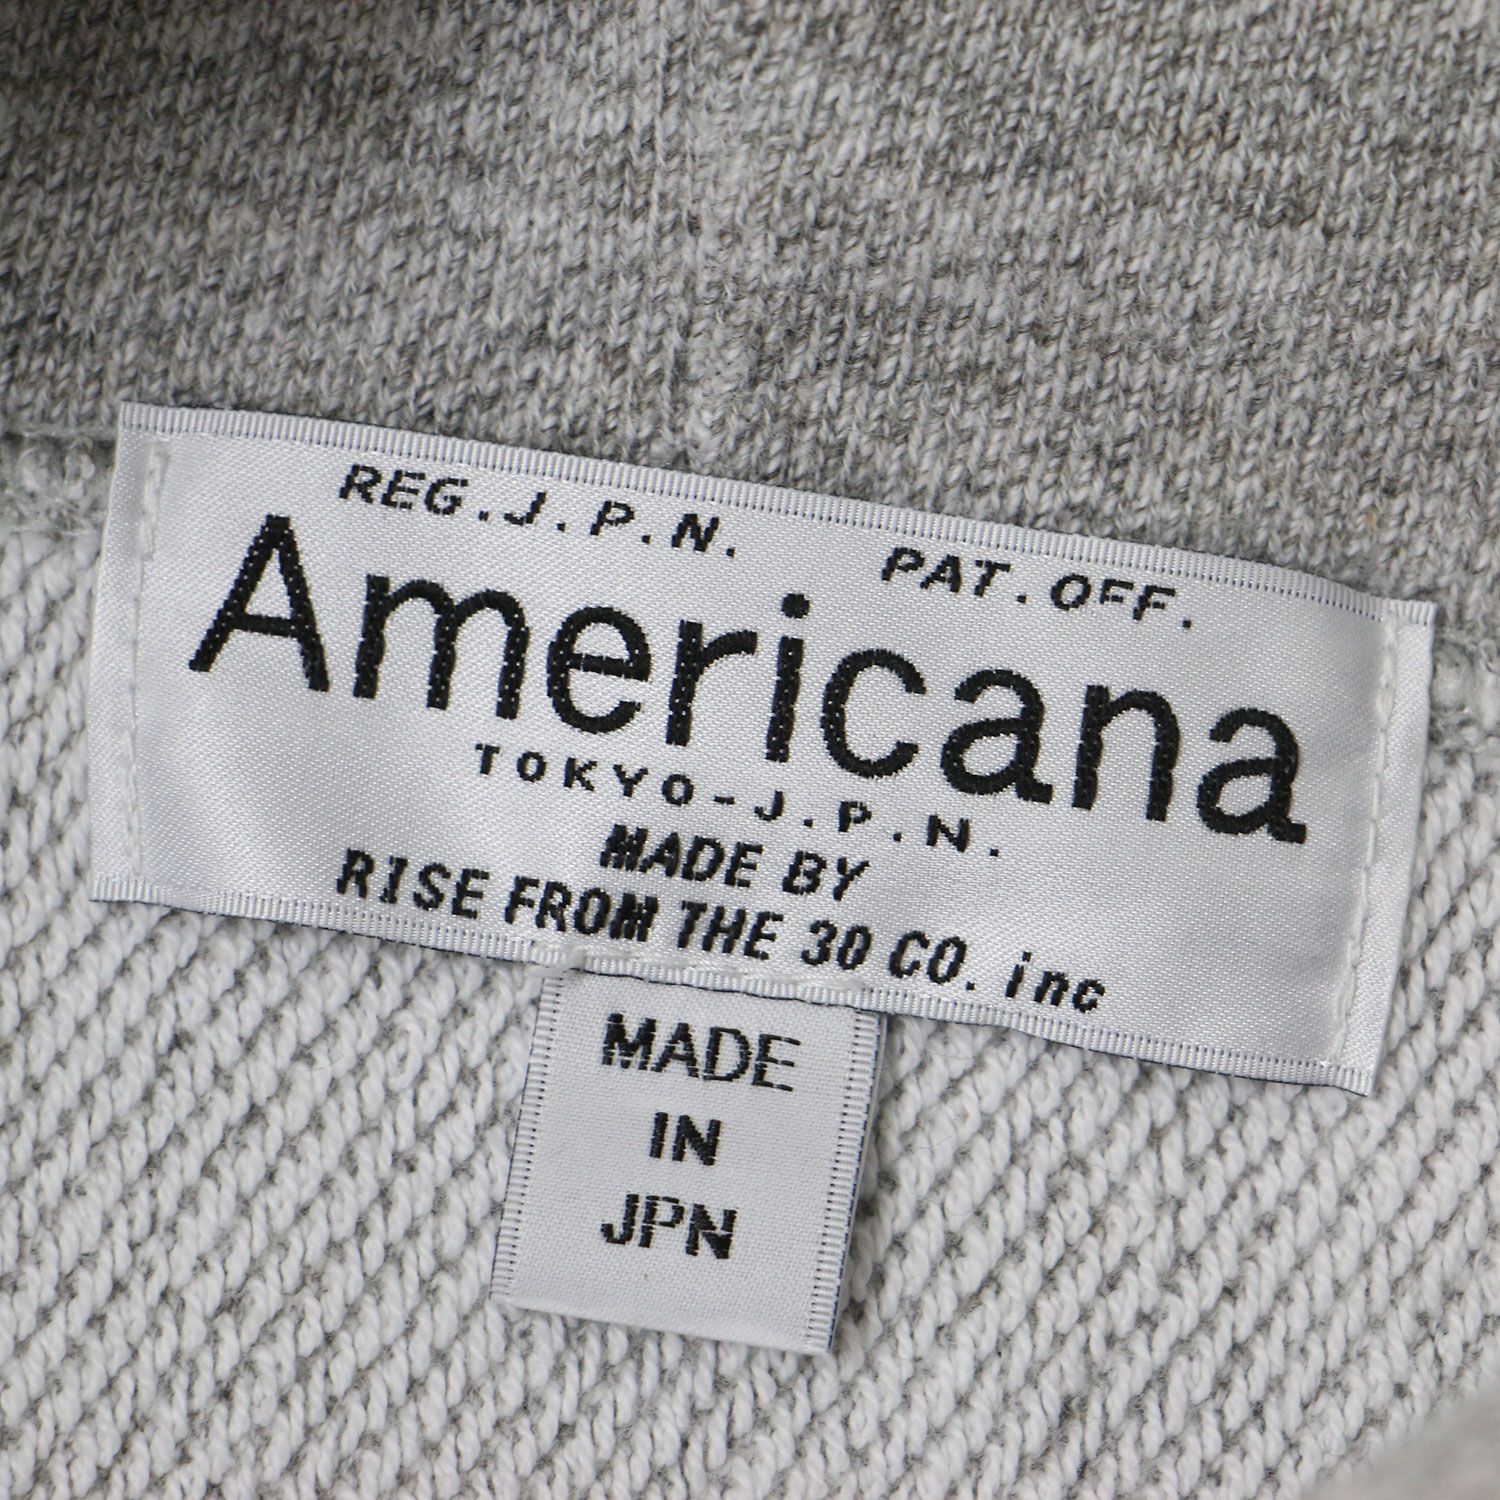 REG.J.P.N. PAT.OFF.
Americana
TOKYO-J.P.N.
MADE BY
RISE FROM THE 30 CO. inc
MADE
IN
JPN